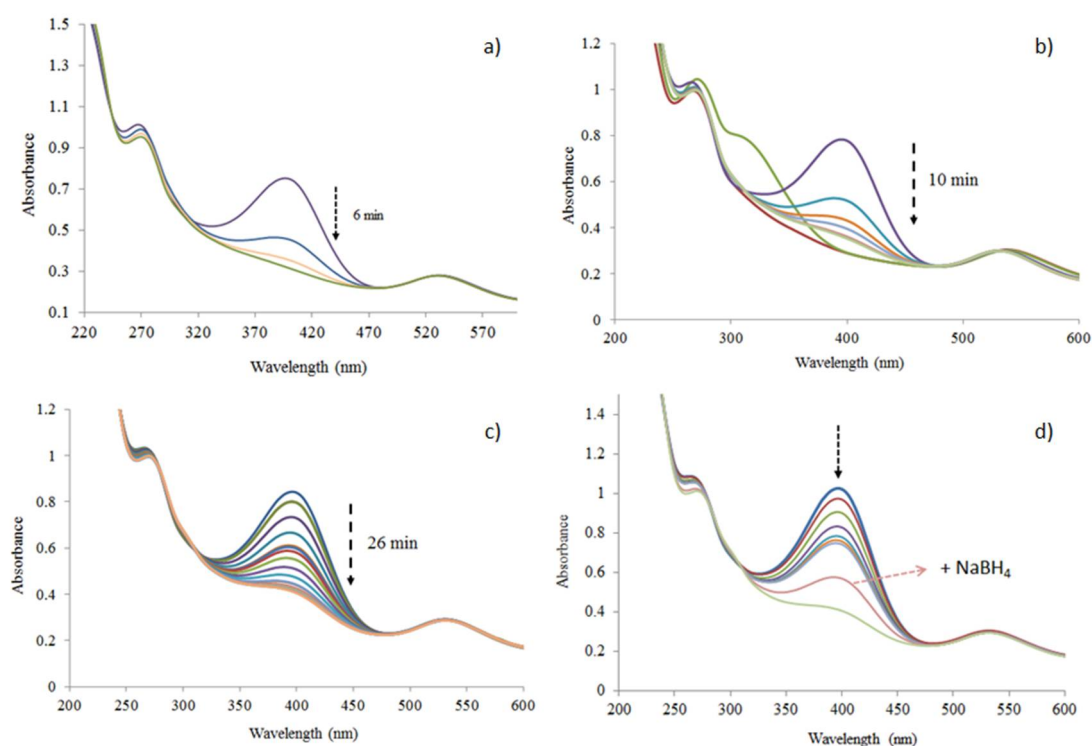 a)
1.5
1.3
1.1
0.9
0.7
0.5
0.3
0.1
Absorbance
6 min
220 270 320 370 420 470 520 570
Wavelength (nm)
b)
1.2
1
0.8
0.6
0.4
0.2
0
Absorbance
10 min
200 300 400 500 600
Wavelength (nm)
c)
1.2
1
0.8
0.6
0.4
0.2
0
Absorbance
26 min
200 250 300 350 400 450 500 550 600
Wavelength (nm)
d)
1.4
1.2
1
0.8
0.6
0.4
0.2
0
Absorbance
+ NaBH4
200 250 300 350 400 450 500 550 600
Wavelength (nm)